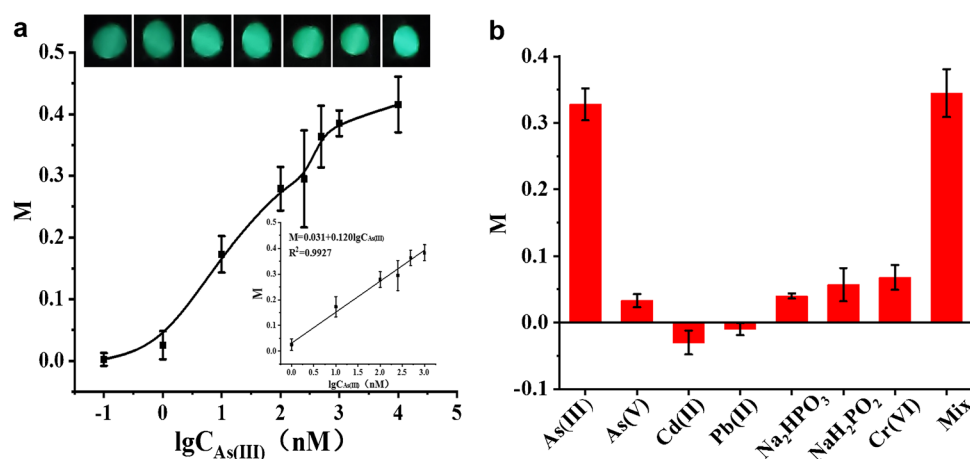 a
0.5
0.4
0.3
0.2
0.1
0.0
M
-1
0
1
2
3
4
5
lgC_As(III)（nM）
M=0.031+0.120lgC_As(III)
R²=0.9927
0.5
0.4
0.3
0.2
0.1
0.0
M
0.0
0.5
1.0
1.5
2.0
2.5
3.0
lgC_As(III)（nM）
b
0.4
0.3
0.2
0.1
0.0
-0.1
M
As(III)
As(V)
Cd(II)
Pb(II)
Na₂HPO₃
NaH₂PO₂
Cr(VI)
Mix